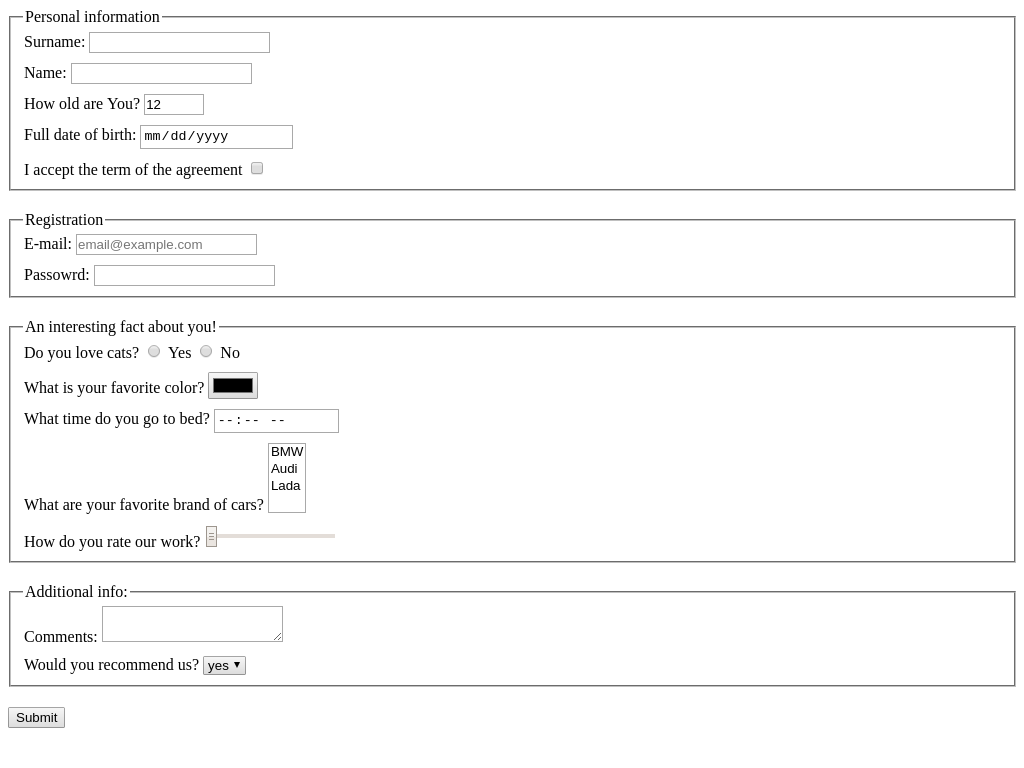 Personal information
Surname:
Name:
How old are You? 12
Full date of birth: mm/dd/yyyy
I accept the term of the agreement
Registration
E-mail: email@example.com
Passowrd:
An interesting fact about you!
Do you love cats? Yes No
What is your favorite color?
What time do you go to bed? --:-- --
BMW
Audi
Lada
What are your favorite brand of cars?
How do you rate our work?
Additional info:
Comments:
Would you recommend us? yes
Submit